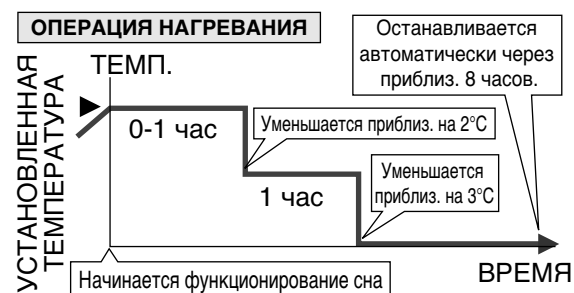 ОПЕРАЦИЯ НАГРЕВАНИЯ
Останавливается
автоматически через
приблиз. 8 часов.
УСТАНОВЛЕННАЯ
ТЕМПЕРАТУРА
ТЕМП.
0-1 час
Уменьшается приблиз. на 2°C
1 час
Уменьшается
приблиз. на 3°C
Начинается функционирование сна
ВРЕМЯ